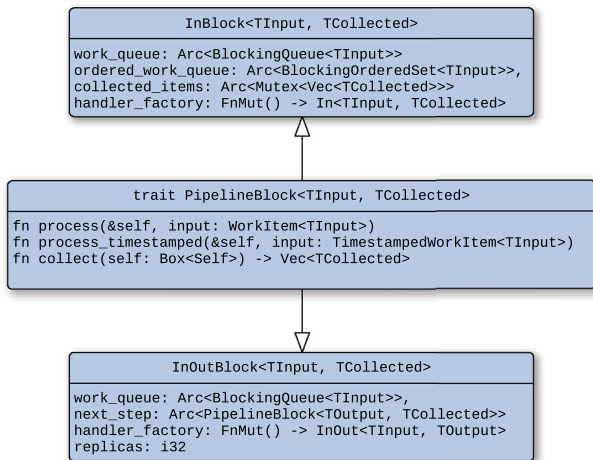 InBlock<TInput, TCollected>
work_queue: Arc<BlockingQueue<TInput>>
ordered_work_queue: Arc<BlockingOrderedSet<TInput>>,
collected_items: Arc<Mutex<Vec<TCollected>>>
handler_factory: FnMut() -> In<TInput, TCollected>
trait PipelineBlock<TInput, TCollected>
fn process(&self, input: WorkItem<TInput>)
fn process_timestamped(&self, input: TimestampedWorkItem<TInput>)
fn collect(self: Box<Self>) -> Vec<TCollected>
InOutBlock<TInput, TCollected>
work_queue: Arc<BlockingQueue<TInput>>,
next_step: Arc<PipelineBlock<TOutput, TCollected>>
handler_factory: FnMut() -> InOut<TInput, TOutput>
replicas: i32